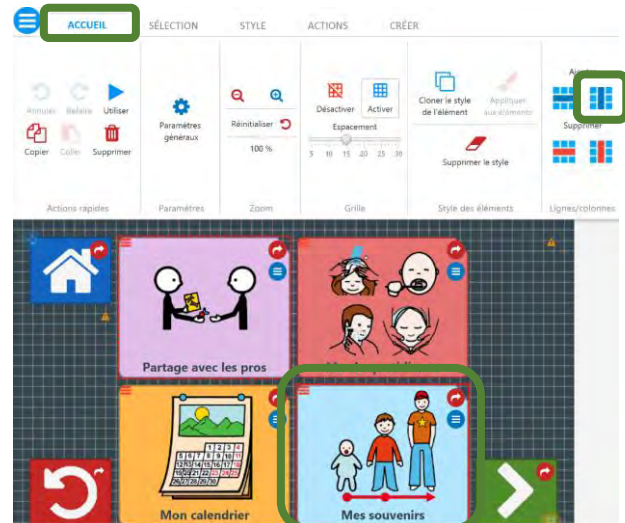 ACCUEIL SÉLECTION STYLE ACTIONS CRÉER
Annuler Refaire Utiliser
Copier Coller Supprimer
Actions rapides
Paramètres
généraux
Paramètres
Réinitialiser
100 %
Zoom
Désactiver Activer
Espacement
5 10 15 20 25 30
Grille
Cloner le style
de l'élément
Appliquer
aux éléments
Supprimer le style
Style des éléments
Supprimer
Lignes/colonnes
Partage avec les pros
Mon calendrier
Mes souvenirs